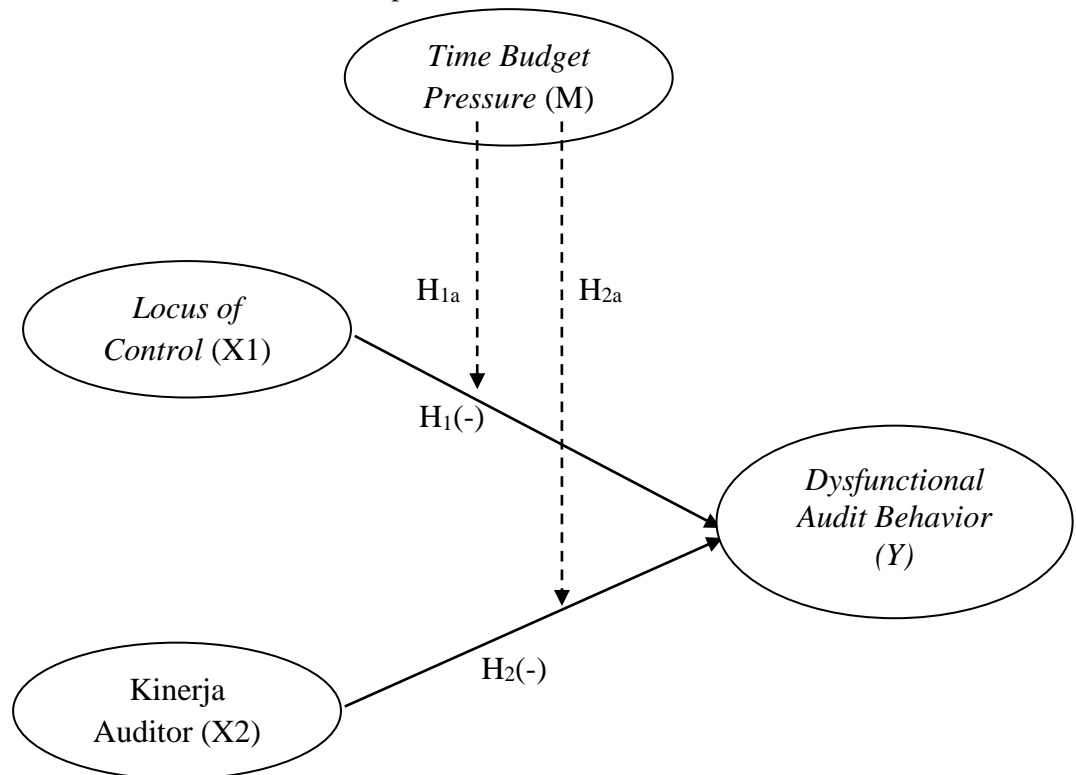 Time Budget
Pressure (M)
H1a
H2a
Locus of
Control (X1)
H1(-)
Dysfunctional
Audit Behavior
(Y)
H2(-)
Kinerja
Auditor (X2)